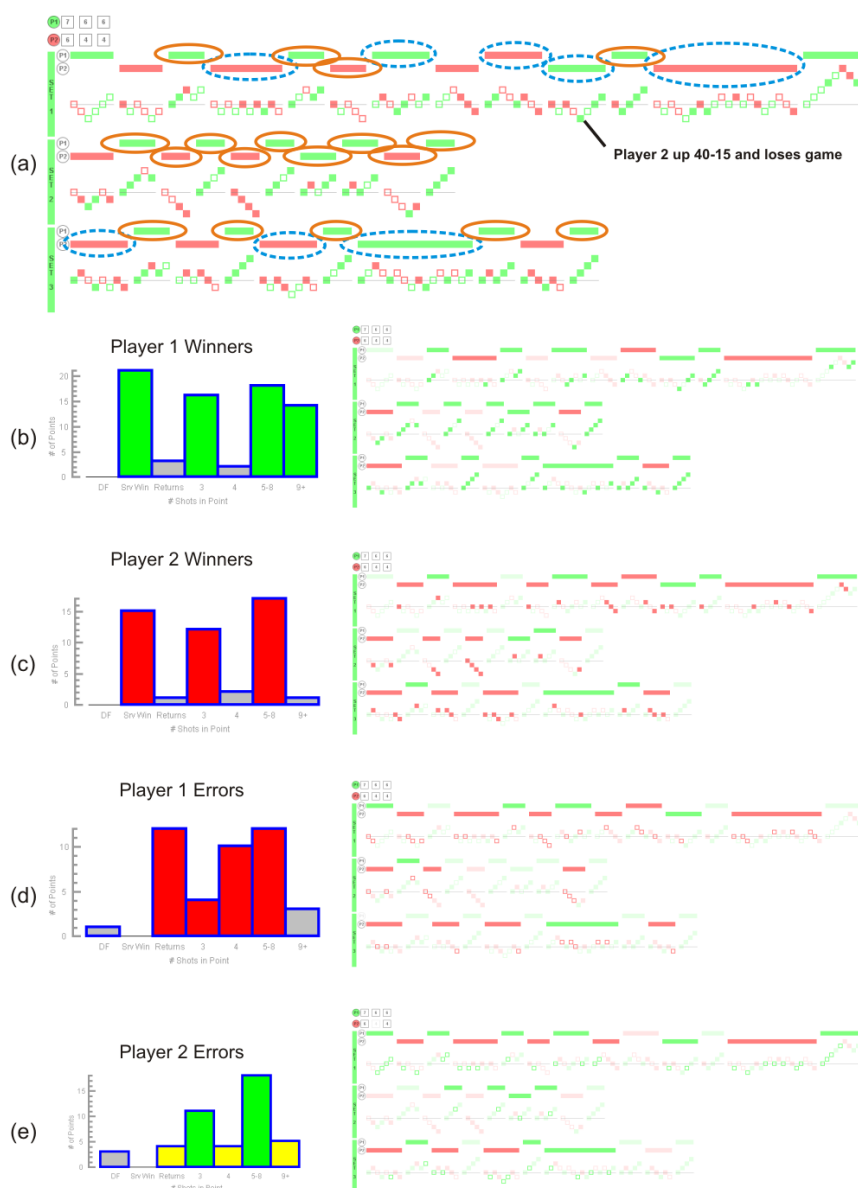 P1 7 6 6
P2 6 4 4
P1
P2
SET 1
Player 2 up 40-15 and loses game
(a)
P1
P2
SET 2
P1
SET 3
Player 1 Winners
(b)
# of Points
20
15
10
5
0
DF Srv Win Returns 3 4 5-8 9+
# Shots in Point
Player 2 Winners
(c)
# of Points
15
10
5
0
DF Srv Win Returns 3 4 5-8 9+
# Shots in Point
Player 1 Errors
(d)
# of Points
10
5
0
DF Srv Win Returns 3 4 5-8 9+
# Shots in Point
Player 2 Errors
(e)
# of Points
15
10
5
0
DF Srv Win Returns 3 4 5-8 9+
# Shots in Point